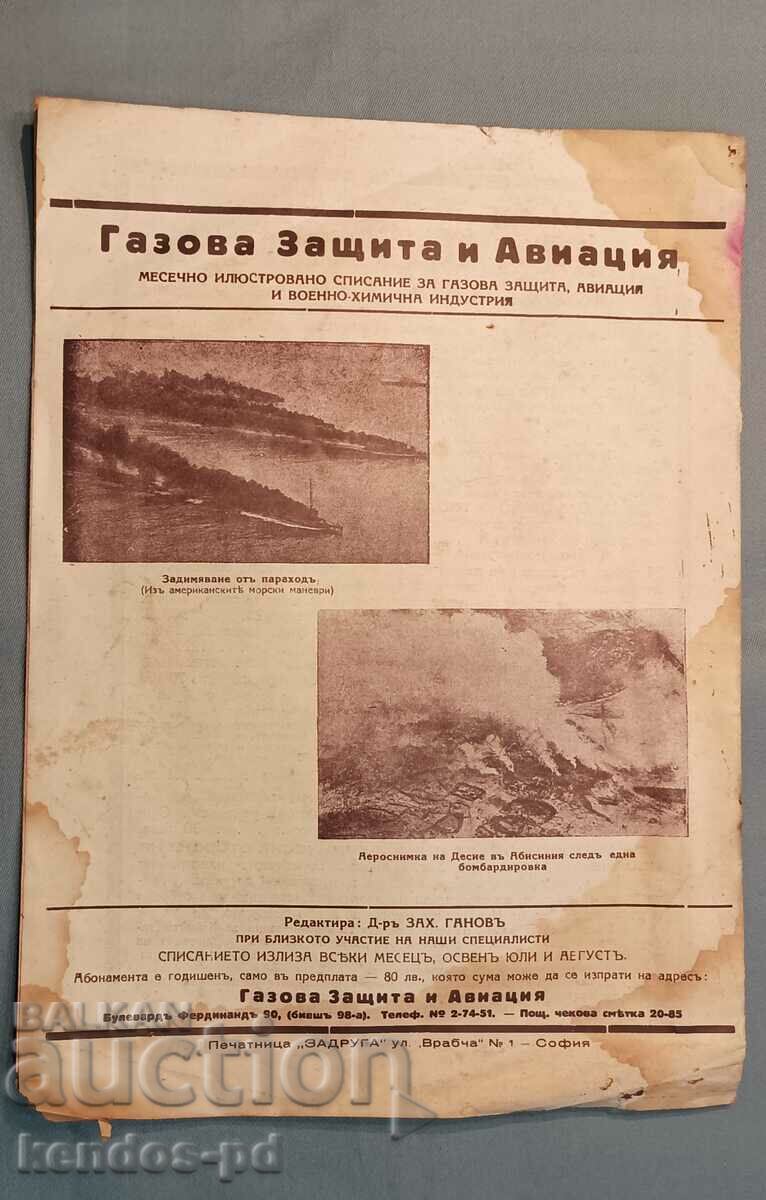 Газова Защита и Авиация
МЕСЕЧНО ИЛЮСТРОВАНО СПИСАНИЕ ЗА ГАЗОВА ЗАЩИТА, АВИАЦИЯ
И ВОЕННО-ХИМИЧНА ИНДУСТРИЯ
Задимяване отъ параходъ
(Изъ американскитѣ морски маневри)
Аероснимка на Десие въ Абисиния следъ една
бомбардировка
Редактира: Д-ръ ЗАХ. ГАНОВЪ
ПРИ БЛИЗКОТО УЧАСТИЕ НА НАШИ СПЕЦИАЛИСТИ
СПИСАНИЕТО ИЗЛИЗА ВСѢКИ МЕСЕЦЪ, ОСВЕНЪ ЮЛИ И АВГУСТЪ.
Абонамента е годишенъ, само въ предплата — 80 лв., която сума може да се изпрати на адресъ:
Газова Защита и Авиация
Булевардъ Фердинандъ 90, (бившъ 98-а). Телеф. № 2-74-51. — Пощ. чекова смѣтка 20-85
Печатница „ЗАДРУГА" ул. „Врабча" № 1 — София
BALKAN
auction
kendos-pd